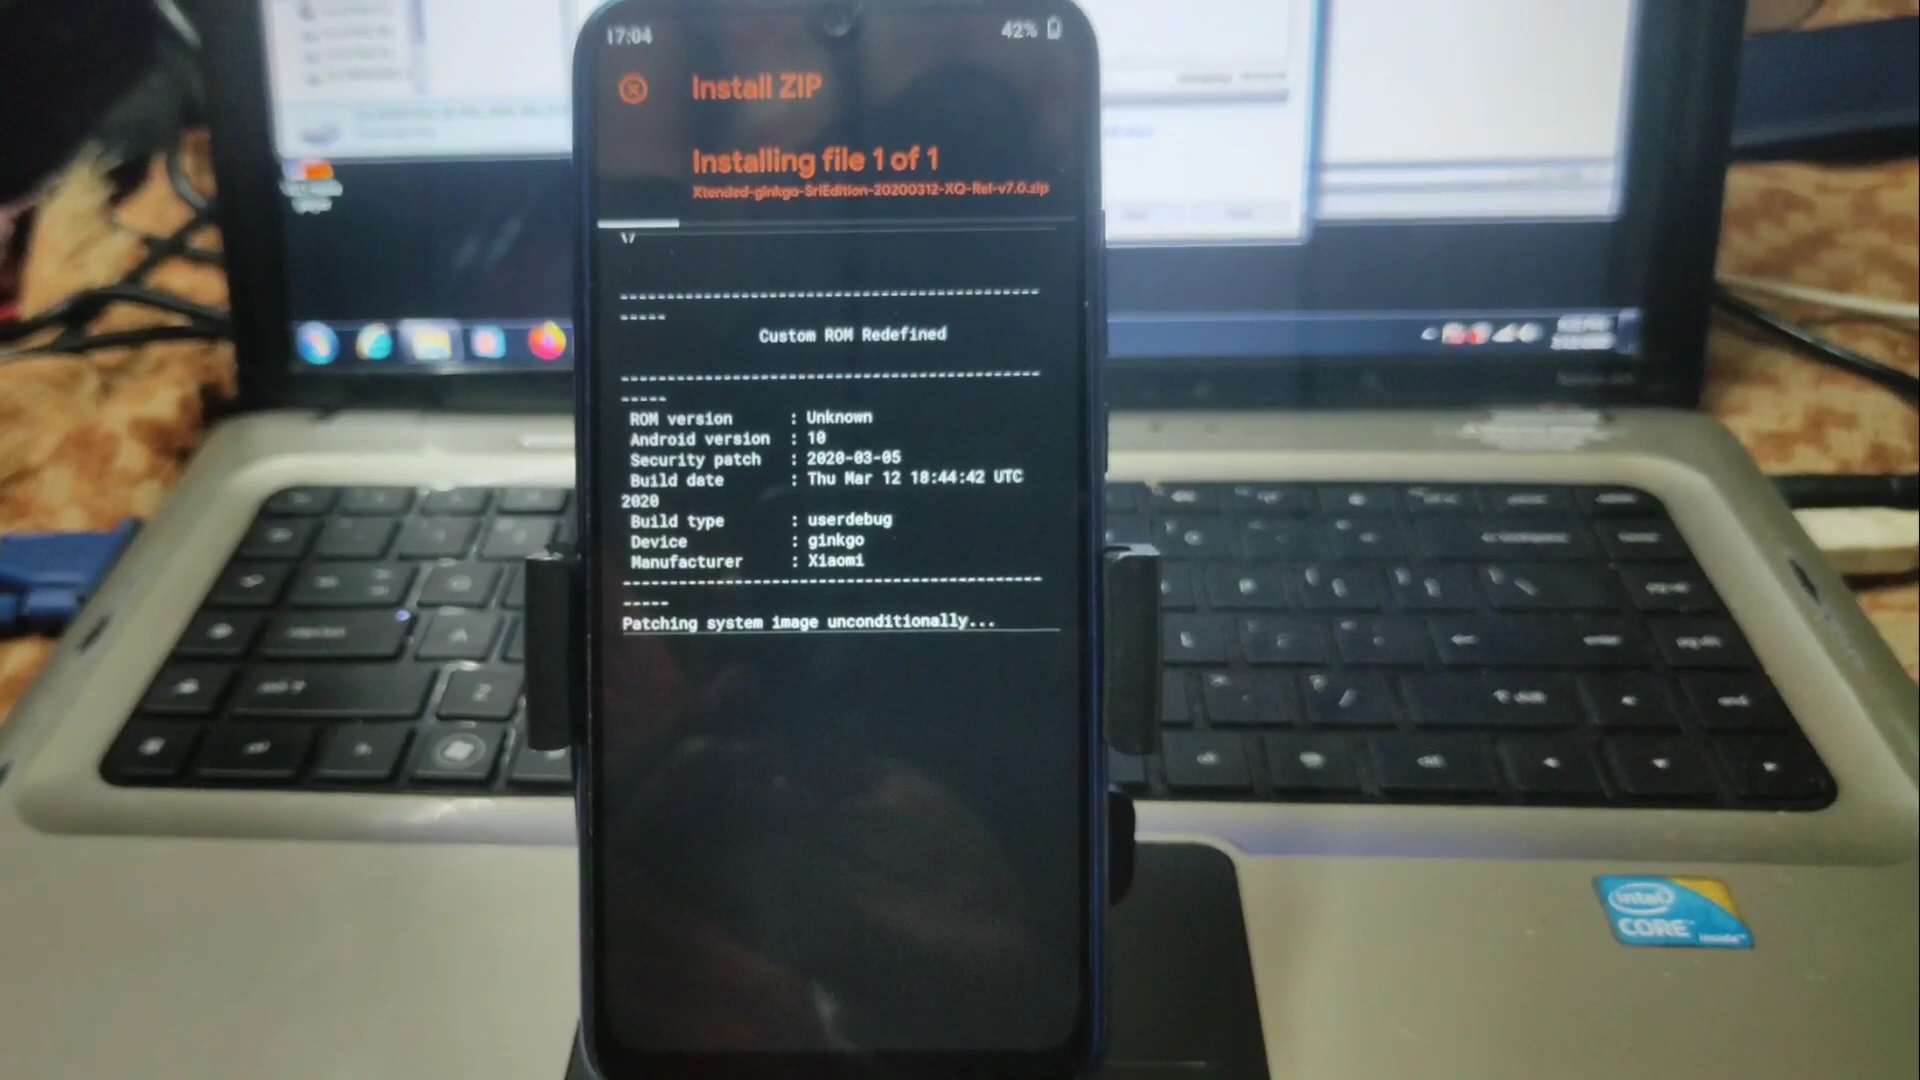 17:04
42%
Install ZIP
Installing file 1 of 1
Xtended-ginkgo-SriEdition-20200312-XQ-Rel-v7.0.zip
---------------------------------------------
-----
Custom ROM Redefined
---------------------------------------------
-----
ROM version : Unknown
Android version : 10
Security patch : 2020-03-05
Build date : Thu Mar 12 18:44:42 UTC
2020
Build type : userdebug
Device : ginkgo
Manufacturer : Xiaomi
---------------------------------------------
-----
Patching system image unconditionally...
intel
CORE
inside